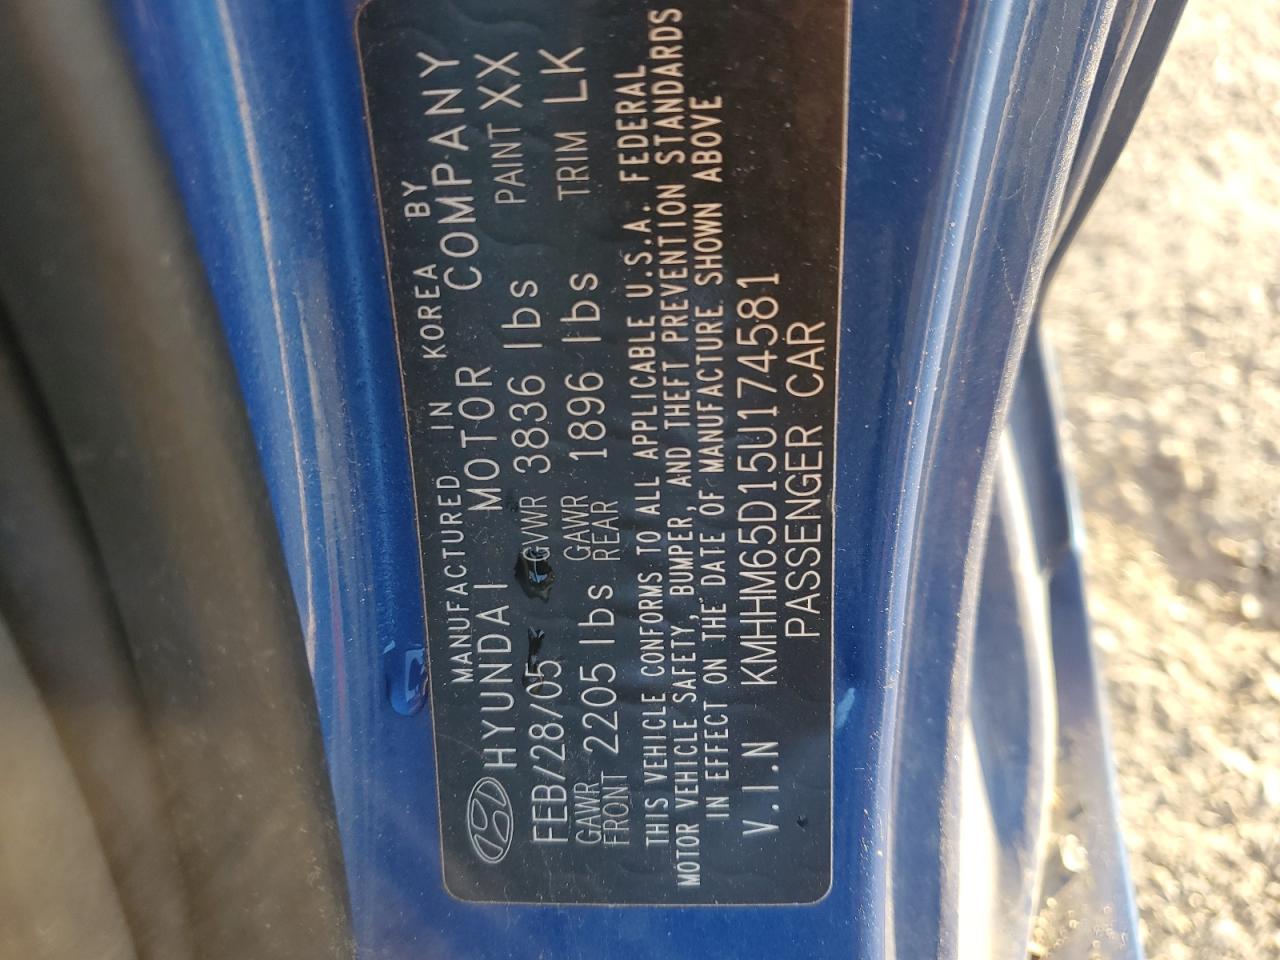 MANUFACTURED IN KOREA BY
HYUNDAI MOTOR COMPANY
FEB/28/05 GVWR 3836 lbs PAINT XX
GAWR FRONT 2205 lbs GAWR REAR 1896 lbs TRIM LK
THIS VEHICLE CONFORMS TO ALL APPLICABLE U.S.A. FEDERAL
MOTOR VEHICLE SAFETY, BUMPER, AND THEFT PREVENTION STANDARDS
IN EFFECT ON THE DATE OF MANUFACTURE SHOWN ABOVE
V.I.N KMHHM65D15U174581
PASSENGER CAR